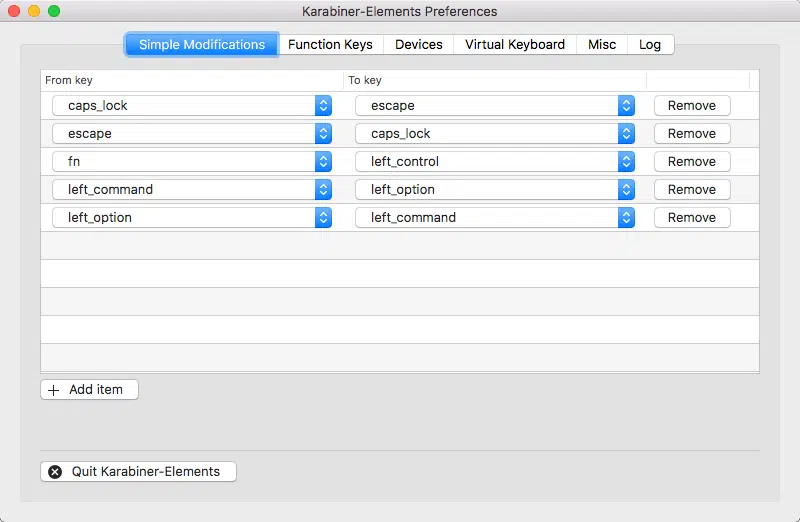 Karabiner-Elements Preferences
Simple Modifications Function Keys Devices Virtual Keyboard Misc Log
From key To key
caps_lock escape Remove
escape caps_lock Remove
fn left_control Remove
left_command left_option Remove
left_option left_command Remove
Add item
Quit Karabiner-Elements